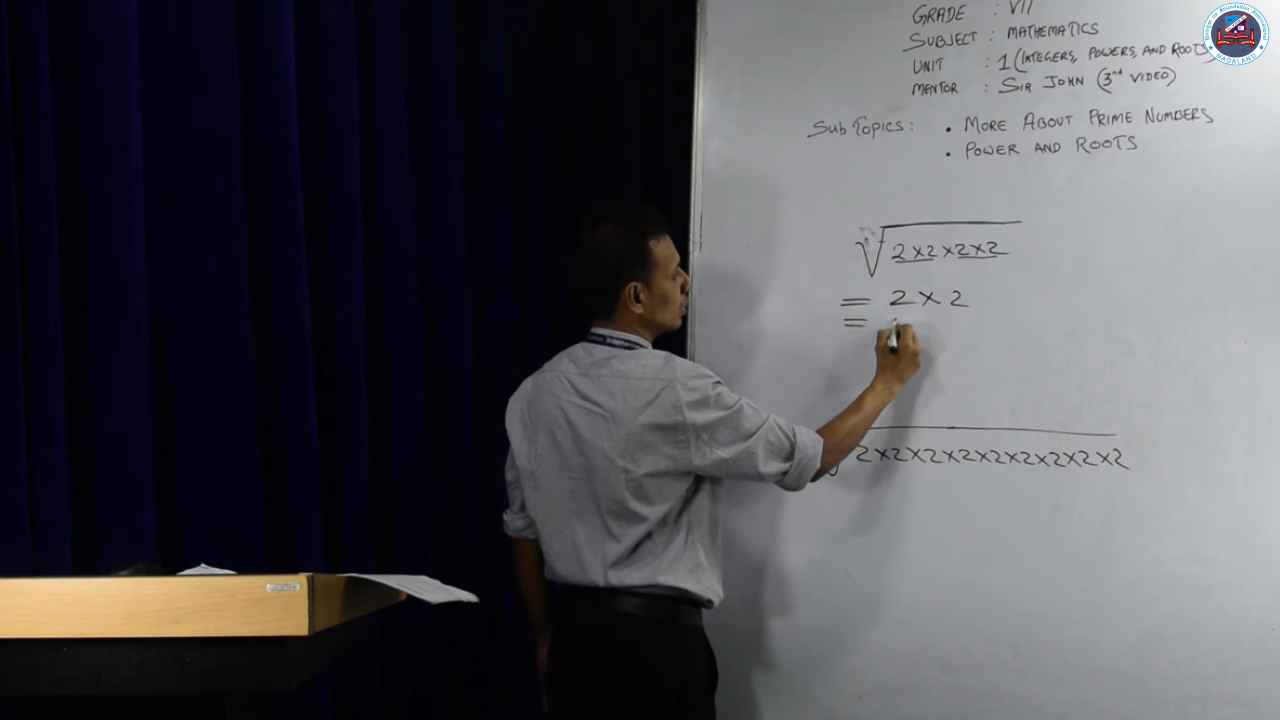 GRADE : VII
SUBJECT : MATHEMATICS
UNIT : 1 (INTEGERS, POWERS, AND ROOTS)
MENTOR : SIR JOHN (3rd VIDEO)
Sub Topics : • MORE ABOUT PRIME NUMBERS
• POWER AND ROOTS
√2×2×2×2
= 2×2
=
2×2×2×2×2×2×2×2
NAGALAND